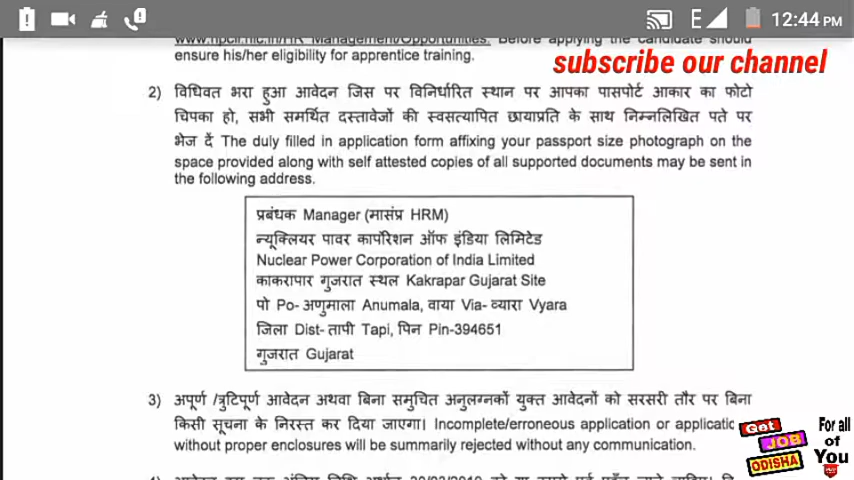 12:44 PM
subscribe our channel
www.npcil.nic.in/HR Management/Opportunities. Before applying the candidate should
ensure his/her eligibility for apprentice training.
2) विधिवत भरा हुआ आवेदन जिस पर विनिर्धारित स्थान पर आपका पासपोर्ट आकार का फोटो
चिपका हो, सभी समर्थित दस्तावेजों की स्वसत्यापित छायाप्रति के साथ निम्नलिखित पते पर
भेज दें The duly filled in application form affixing your passport size photograph on the
space provided along with self attested copies of all supported documents may be sent in
the following address.
प्रबंधक Manager (मासंप्र HRM)
न्यूक्लियर पावर कार्पोरेशन ऑफ इंडिया लिमिटेड
Nuclear Power Corporation of India Limited
काकरापार गुजरात स्थल Kakrapar Gujarat Site
पो Po- अणुमाला Anumala, वाया Via- व्यारा Vyara
जिला Dist- तापी Tapi, पिन Pin-394651
गुजरात Gujarat
3) अपूर्ण /त्रुटिपूर्ण आवेदन अथवा बिना समुचित अनुलग्नकों युक्त आवेदनों को सरसरी तौर पर बिना
किसी सूचना के निरस्त कर दिया जाएगा। Incomplete/erroneous application or applicatio
without proper enclosures will be summarily rejected without any communication.
Get
JOB
ODISHA
For all
of
You